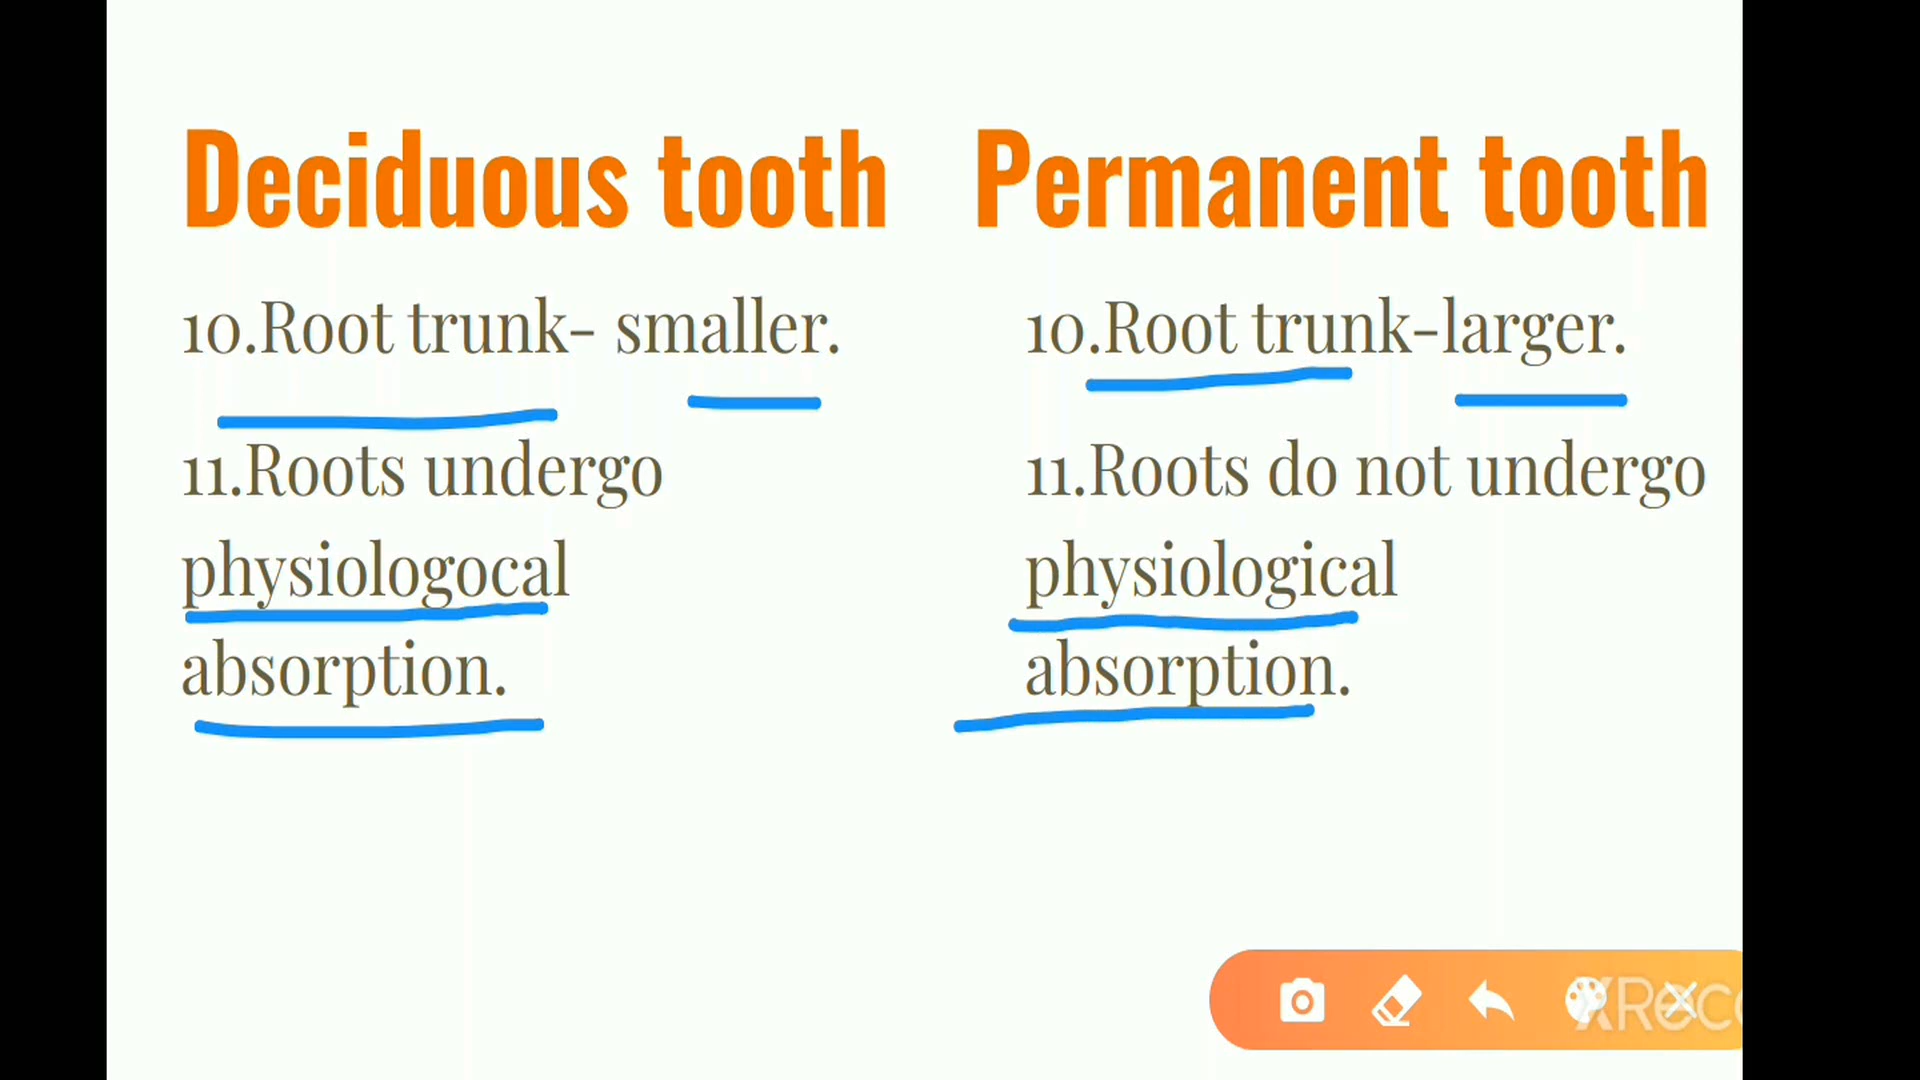 Deciduous tooth
10.Root trunk- smaller.
11.Roots undergo
physiologocal
absorption.
Permanent tooth
10.Root trunk-larger.
11.Roots do not undergo
physiological
absorption.
XRec